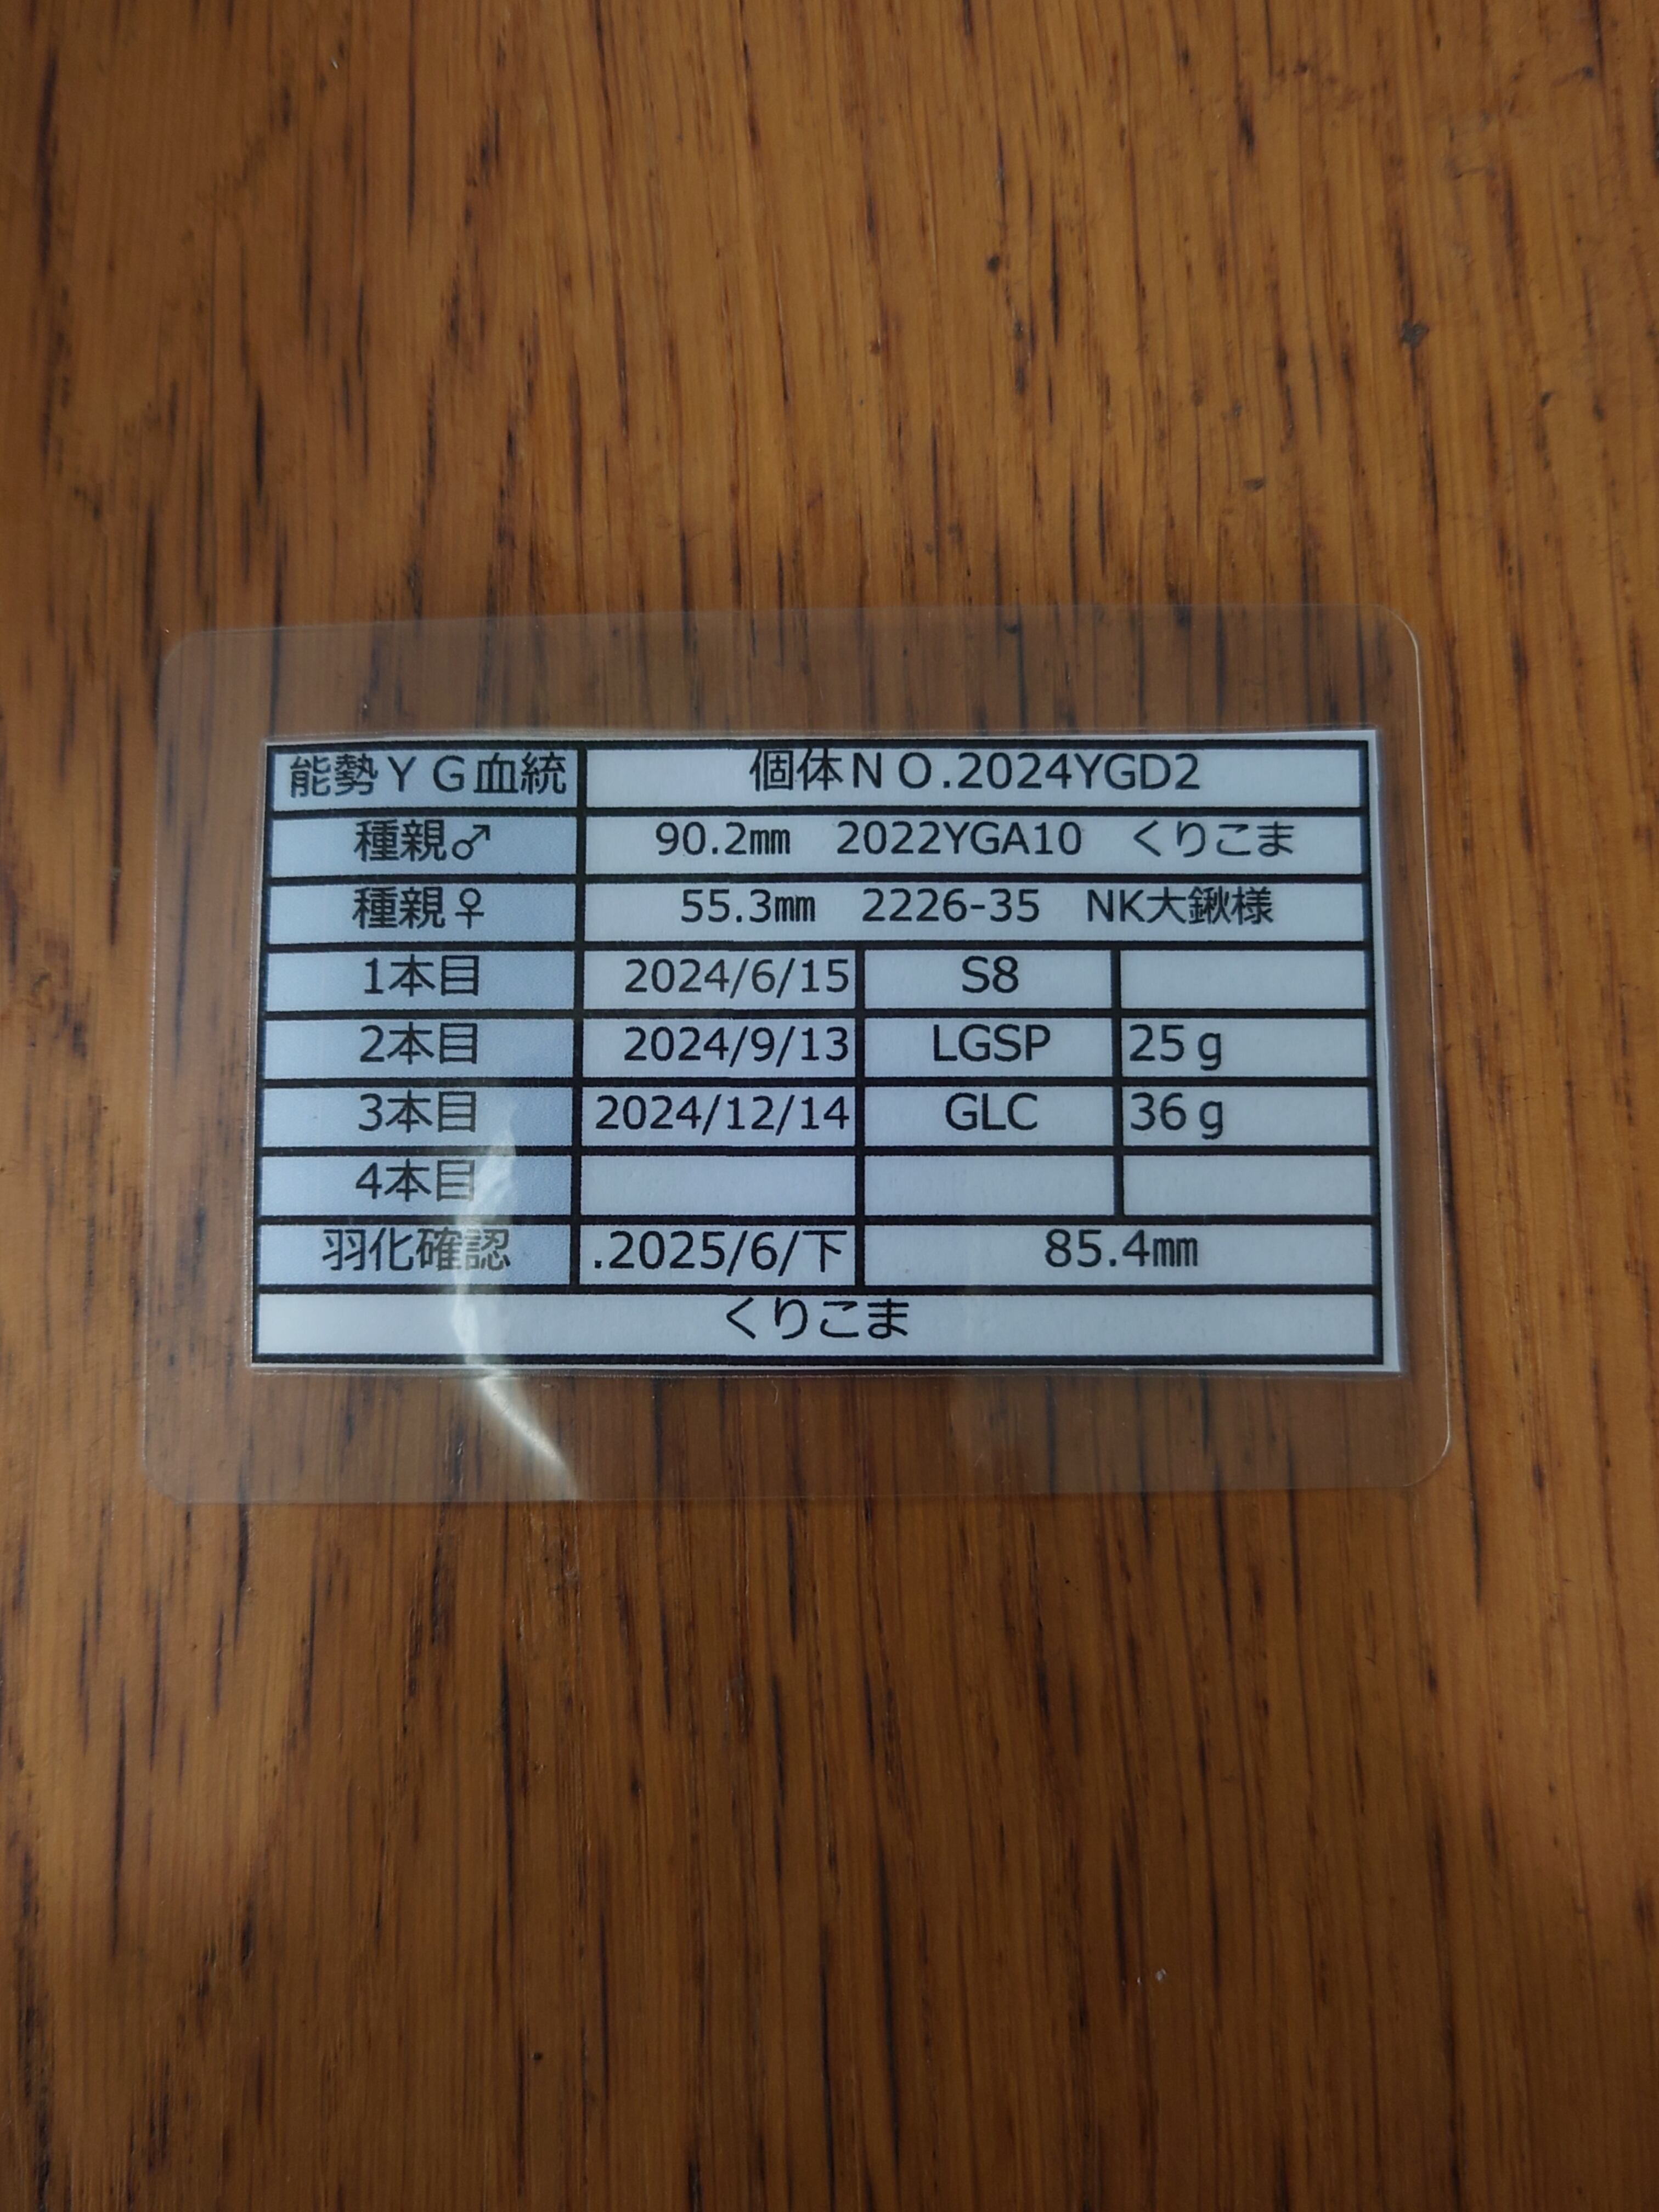 能勢ＹＧ血統 個体ＮＯ.2024YGD2
種親♂ 90.2㎜ 2022YGA10 くりこま
種親♀ 55.3㎜ 2226-35 NK大鍬様
1本目 2024/6/15 S8
2本目 2024/9/13 LGSP 25ｇ
3本目 2024/12/14 GLC 36ｇ
4本目
羽化確認 .2025/6/下 85.4㎜
くりこま